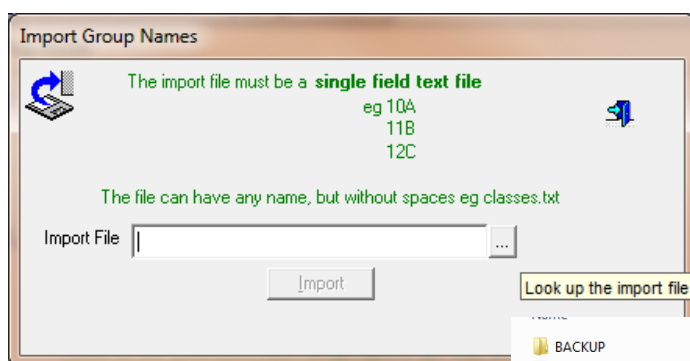 Import Group Names
The import file must be a single field text file
eg 10A
11B
12C
The file can have any name, but without spaces eg classes.txt
Import File
...
Import
Look up the import file
BACKUP